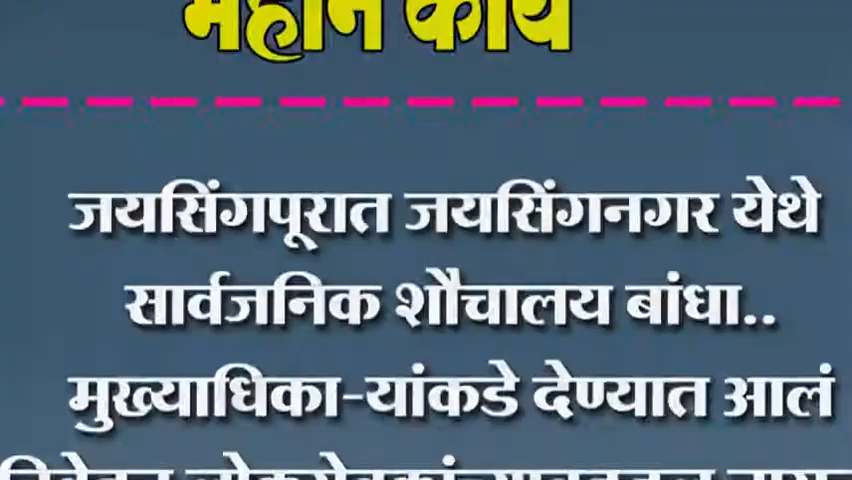 महान कार्य
जयसिंगपूरात जयसिंगनगर येथे
सार्वजनिक शौचालय बांधा..
मुख्याधिका-यांकडे देण्यात आलं